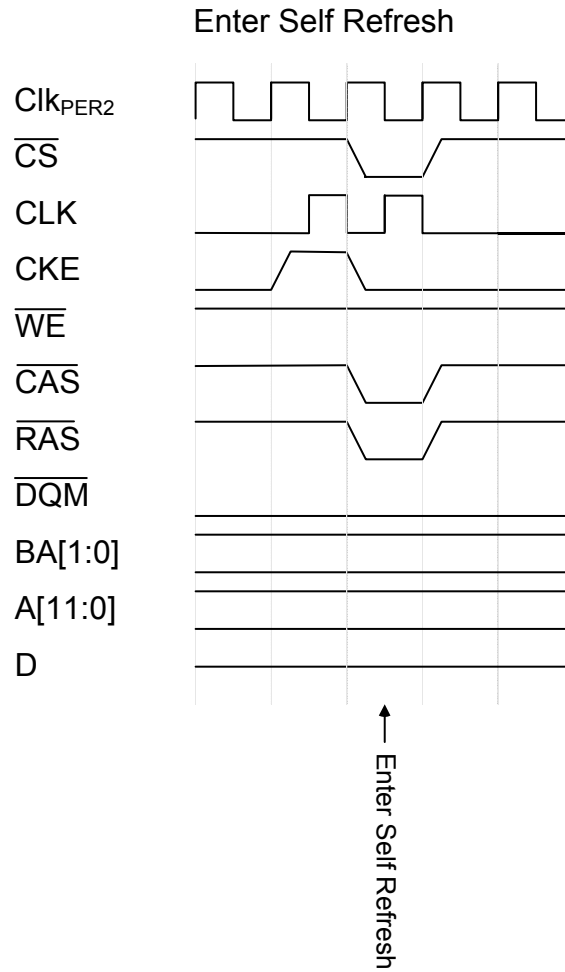 Enter Self Refresh
ClkPER2
CS
CLK
CKE
WE
CAS
RAS
DQM
BA[1:0]
A[11:0]
D
Enter Self Refresh